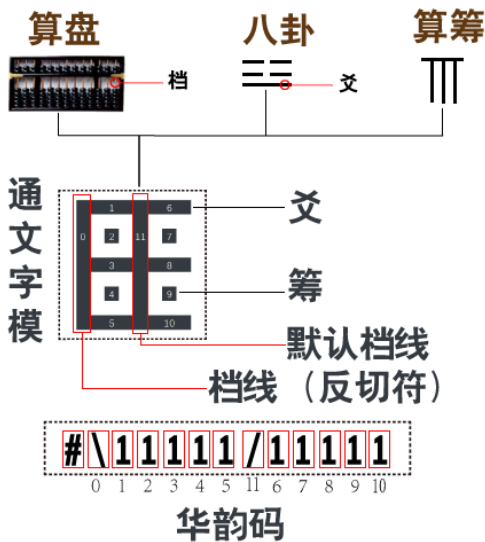 算盘 八卦 算筹
档 爻
通文字模
1 6
0 2 11 7
3 8
4 9
5 10
爻
筹
默认档线
档线（反切符）
#\11111/11111
0 1 2 3 4 5 11 6 7 8 9 10
华韵码